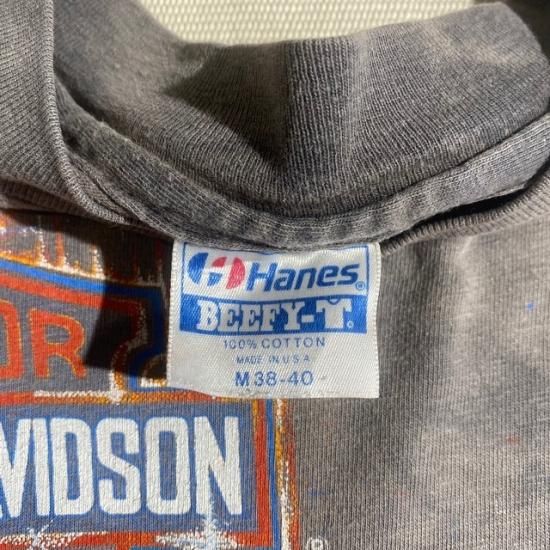 Hanes®
BEEFY-T®
100% COTTON
MADE IN U.S.A
M 38-40
OR
VIDSON
®